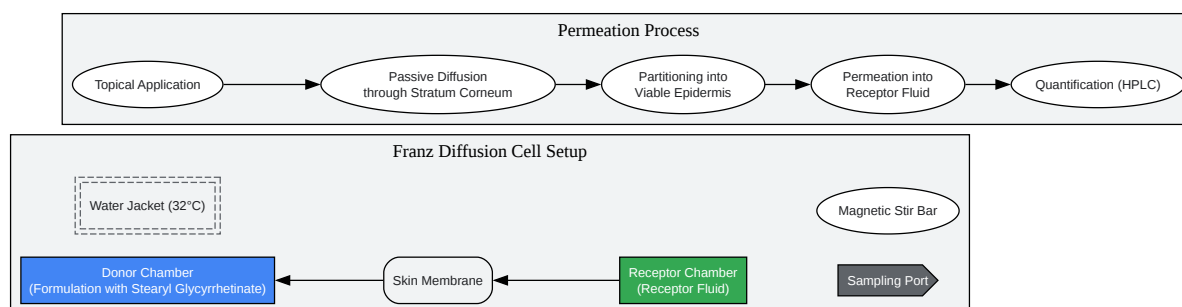 Permeation Process
Topical Application
Passive Diffusion
through Stratum Corneum
Partitioning into
Viable Epidermis
Permeation into
Receptor Fluid
Quantification (HPLC)
Franz Diffusion Cell Setup
Water Jacket (32°C)
Magnetic Stir Bar
Donor Chamber
(Formulation with Stearyl Glycyrrhetinate)
Skin Membrane
Receptor Chamber
(Receptor Fluid)
Sampling Port